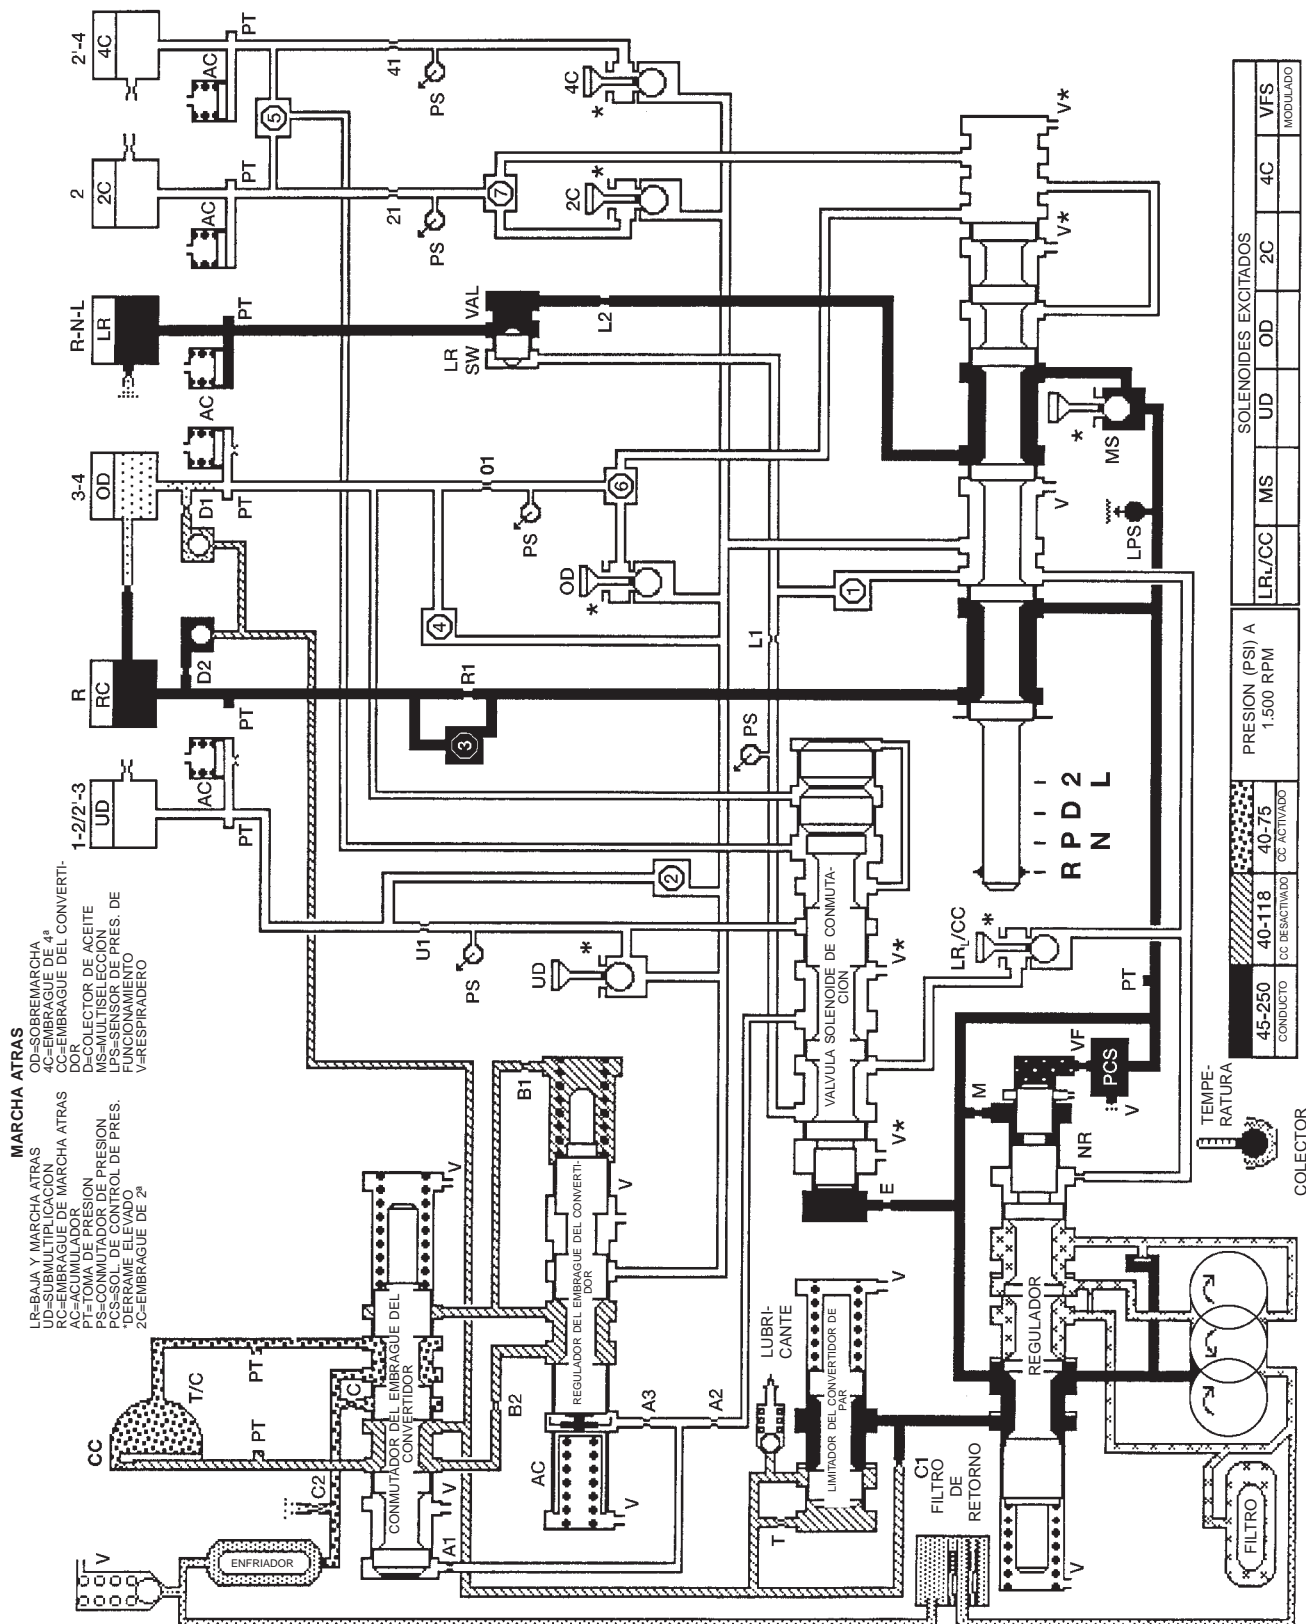 MARCHA ATRAS
LR=BAJA Y MARCHA ATRAS
UD=SUBMULTIPLICACION
RC=EMBRAGUE DE MARCHA ATRAS
AC=ACUMULADOR
PT=TOMA DE PRESION
PS=CONMUTADOR DE PRESION
PCS=SOL. DE CONTROL DE PRES.
*DERRAME ELEVADO
2C=EMBRAGUE DE 2ª
OD=SOBREMARCHA
4C=EMBRAGUE DE 4ª
CC=EMBRAGUE DEL CONVERTI-
DOR
D=COLECTOR DE ACEITE
MS=MULTISELECCION
LPS=SENSOR DE PRES. DE
FUNCIONAMIENTO
V=RESPIRADERO
1-2/2'-3
UD
R
RC
3-4
OD
R-N-L
LR
2
2C
2'-4
4C
AC
PT
AC
PT
AC
PT
AC
PT
AC
PT
PT
D2
D1
5
41
PS
4C
*
21
PS
7
2C
*
LR
SW
VAL
L2
01
PS
6
OD
*
4
R1
3
L1
1
PS
2
U1
PS
UD
*
CC
T/C
PT
PT
C
C2
V
ENFRIADOR
CONMUTADOR DEL EMBRAGUE DEL
CONVERTIDOR
V
V
A1
B1
B2
REGULADOR DEL EMBRAGUE DEL CONVERTI-
DOR
V
AC
V
A3
A2
VALVULA SOLENOIDE DE CONMUTA-
CION
V*
V*
E
LRL/CC
*
R P D 2
N L
V
V*
V*
MS
*
LPS
PT
LUBRI-
CANTE
LIMITADOR DEL CONVERTIDOR DE
PAR
V
T
C1
FILTRO
DE
RETORNO
REGULADOR
V
NR
M
VF
PCS
V
FILTRO
TEMPE-
RATURA
COLECTOR
45-250
CONDUCTO
40-118
CC DESACTIVADO
40-75
CC ACTIVADO
PRESION (PSI) A
1.500 RPM
SOLENOIDES EXCITADOS
LRL/CC MS UD OD 2C 4C VFS
MODULADO